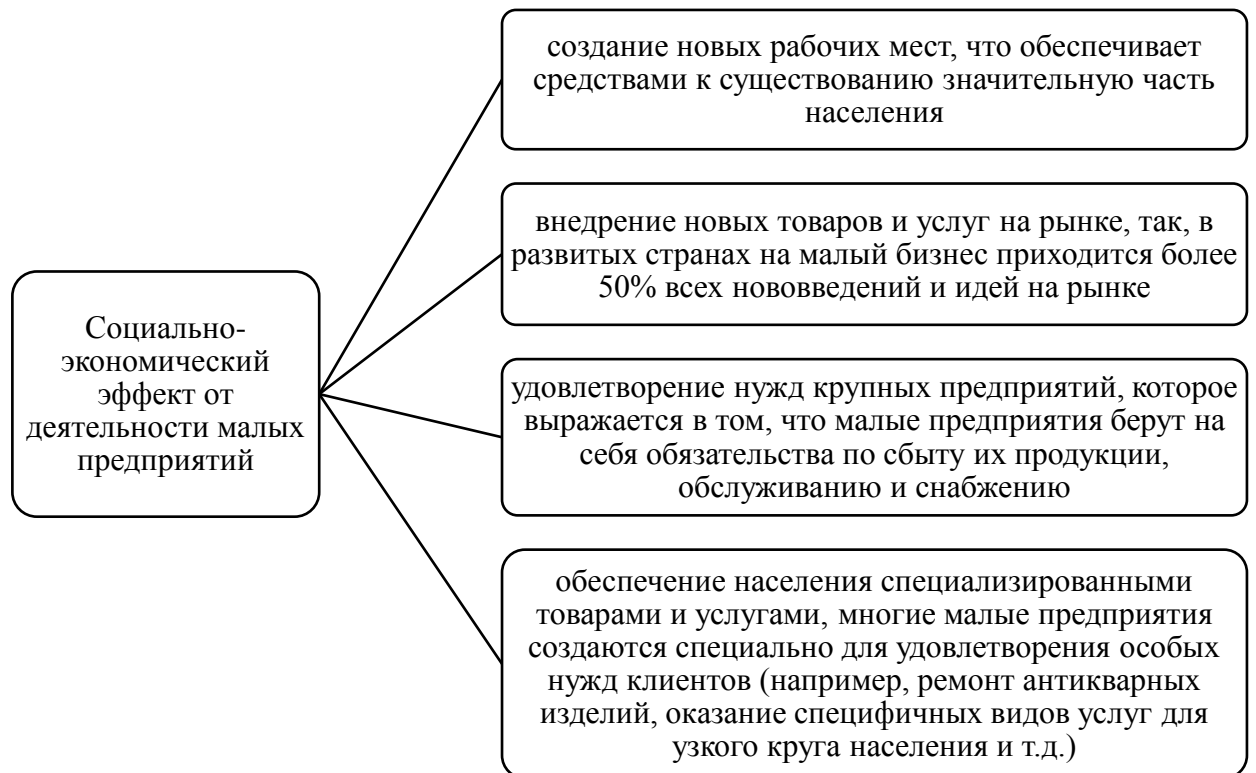 Социально-
экономический
эффект от
деятельности малых
предприятий
создание новых рабочих мест, что обеспечивает
средствами к существованию значительную часть
населения
внедрение новых товаров и услуг на рынке, так, в
развитых странах на малый бизнес приходится более
50% всех нововведений и идей на рынке
удовлетворение нужд крупных предприятий, которое
выражается в том, что малые предприятия берут на
себя обязательства по сбыту их продукции,
обслуживанию и снабжению
обеспечение населения специализированными
товарами и услугами, многие малые предприятия
создаются специально для удовлетворения особых
нужд клиентов (например, ремонт антикварных
изделий, оказание специфичных видов услуг для
узкого круга населения и т.д.)